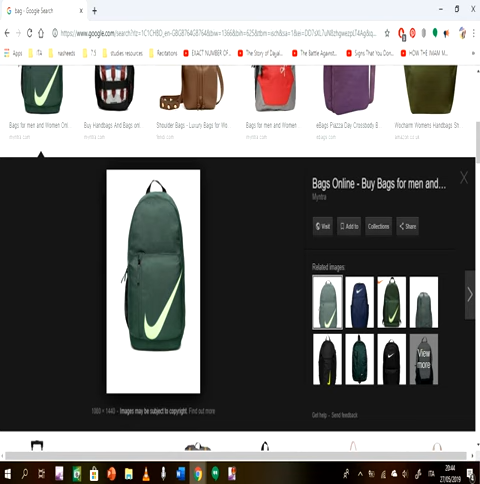 bag - Google Search
https://www.google.com/search?
Apps
ITA
nasheeds
7.5
studies resources
Recitations
EXACT NUMBER OF
The Story of Dajjal
The Battle Against
Signs That You Don
HOW THE IMAM M
Bags for men and Women Onl
myntra.com
Buy Handbags And Bags onl
myntra.com
Shoulder Bags - Luxury Bags for Wo
Bags for men and Women
myntra.com
eBags Piazza Day Crossbody B
ebags.com
Wocharm Womens Handbags Sh
amazon.co.uk
Bags Online - Buy Bags for men and...
Myntra
Visit
Add to
Collections
Share
Related images:
View
more
1080 × 1440 - Images may be subject to copyright. Find out more
Get help - Send feedback
ITA
20:44
27/05/2019